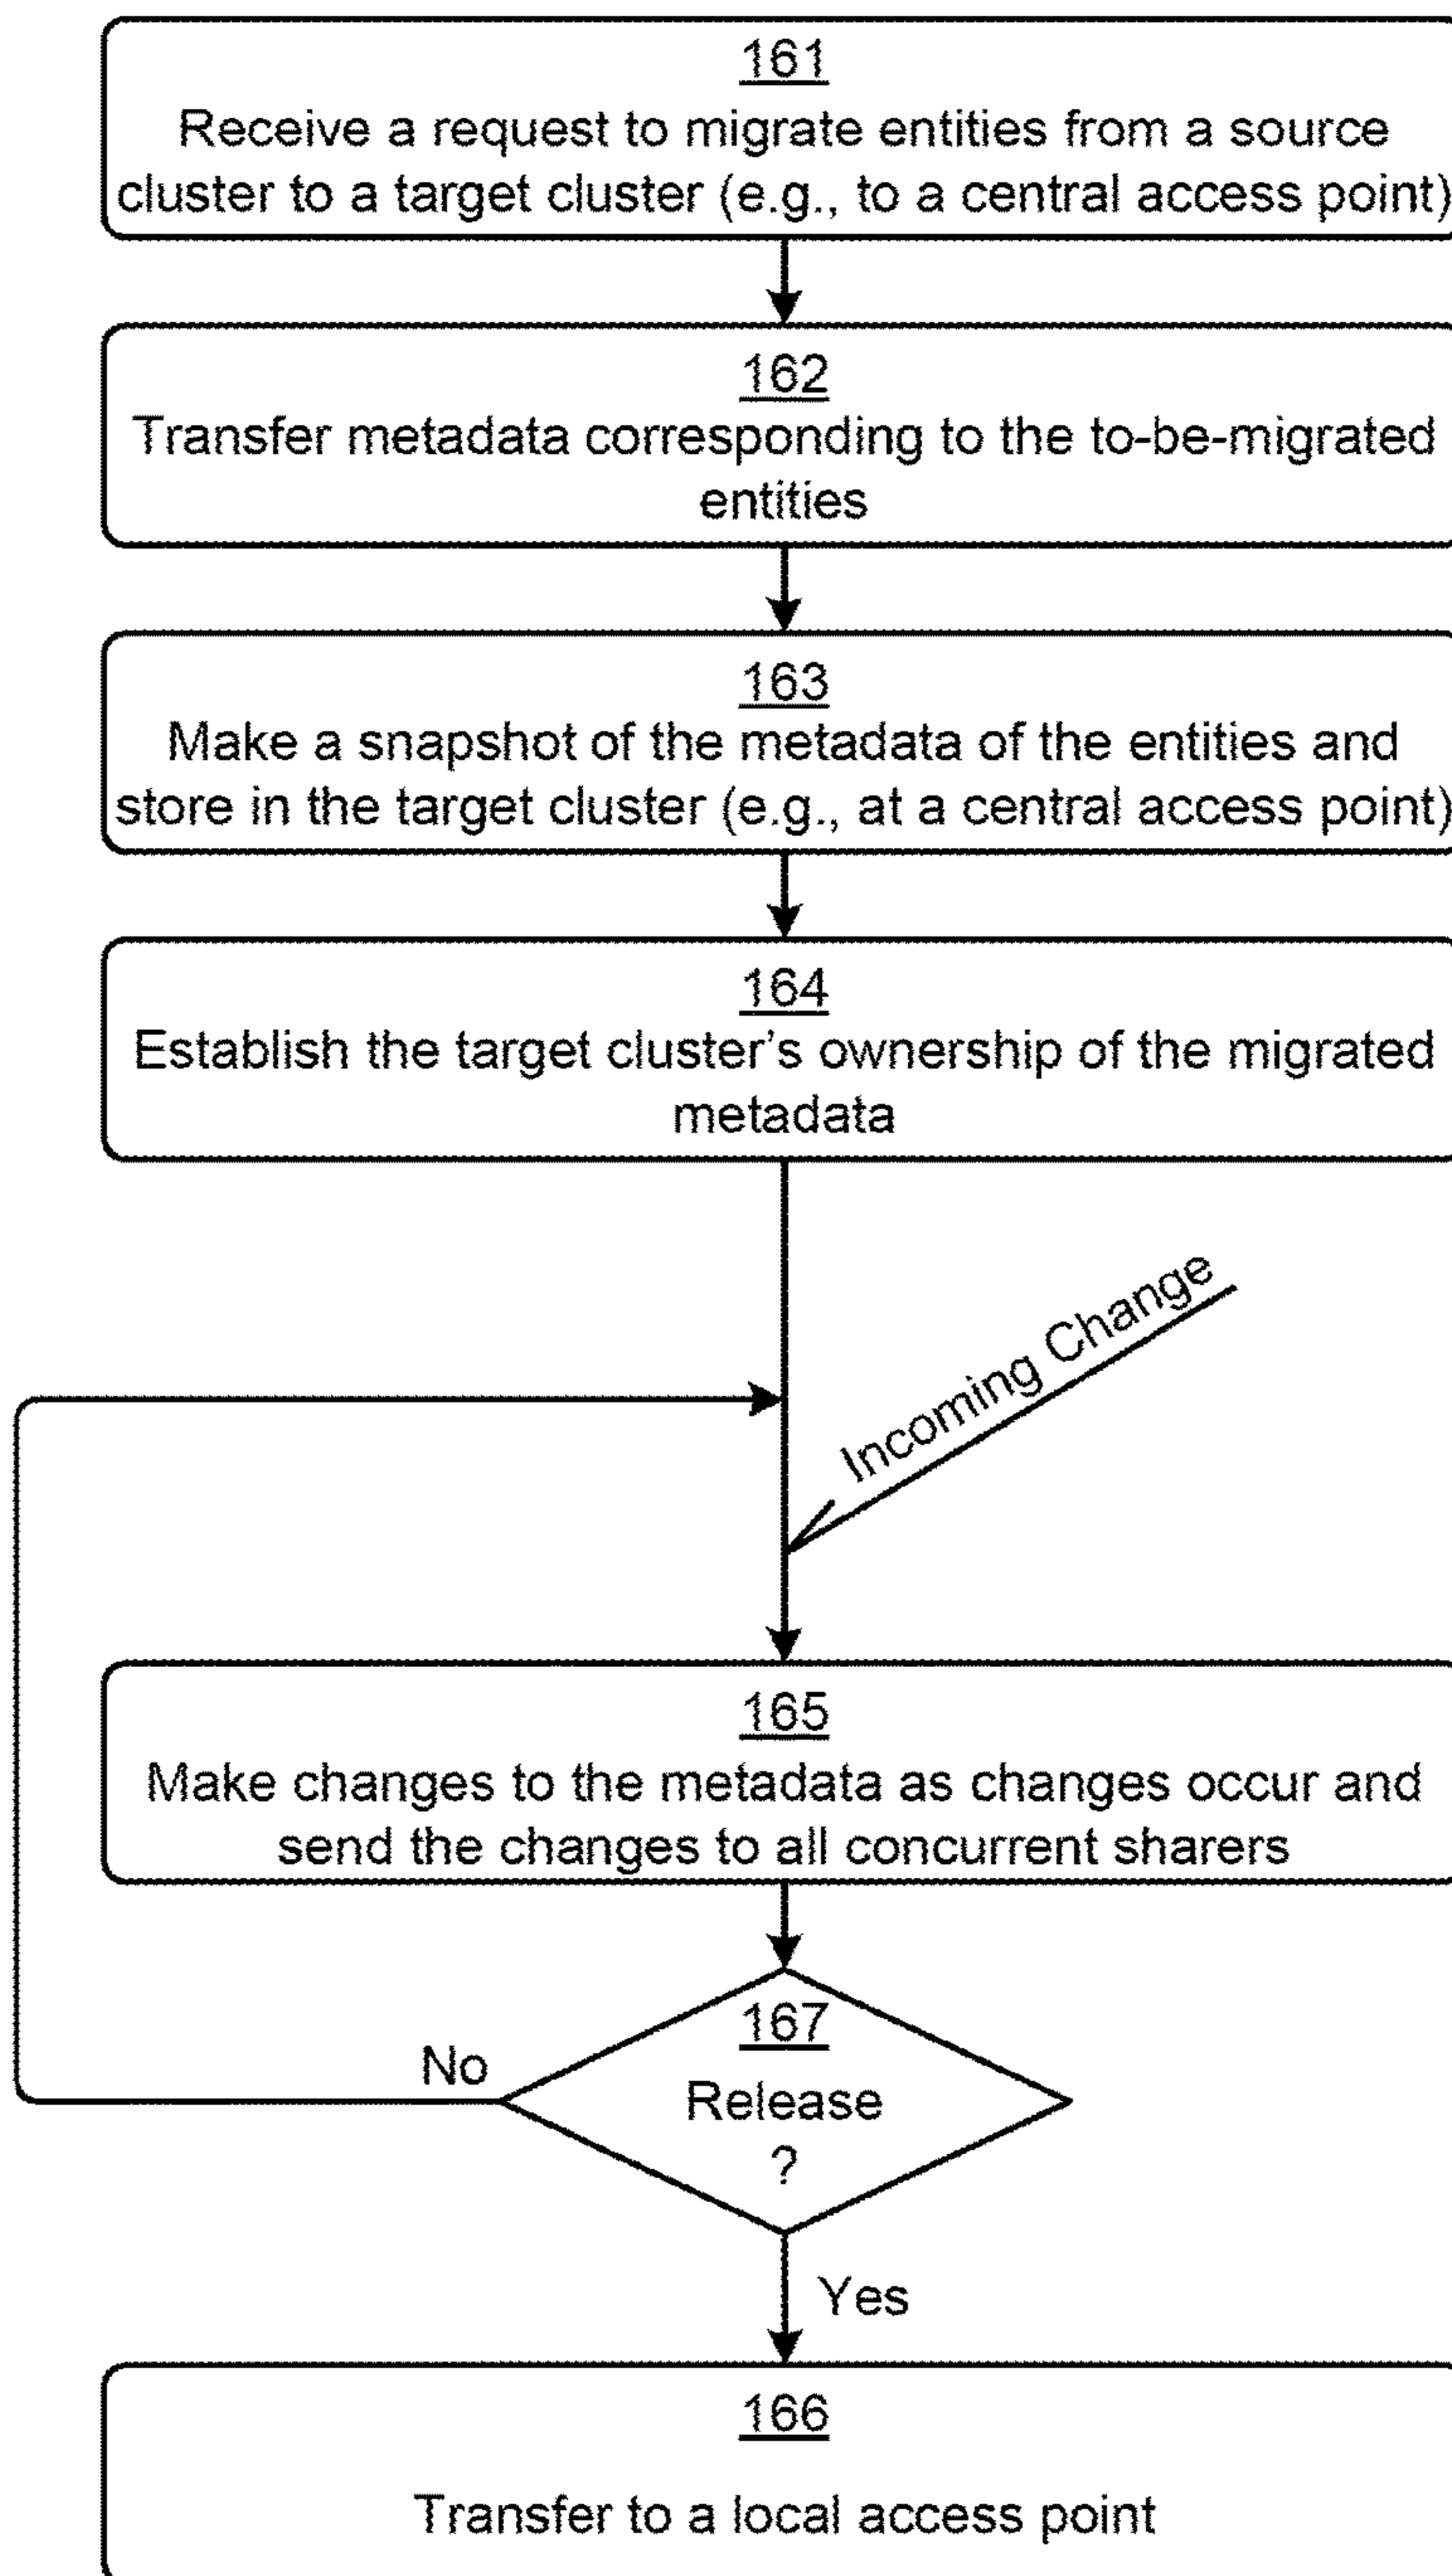 161
Receive a request to migrate entities from a source
cluster to a target cluster (e.g., to a central access point)
162
Transfer metadata corresponding to the to-be-migrated
entities
163
Make a snapshot of the metadata of the entities and
store in the target cluster (e.g., at a central access point)
164
Establish the target cluster’s ownership of the migrated
metadata
Incoming Change
165
Make changes to the metadata as changes occur and
send the changes to all concurrent sharers
167
No
Release
?
Yes
166
Transfer to a local access point